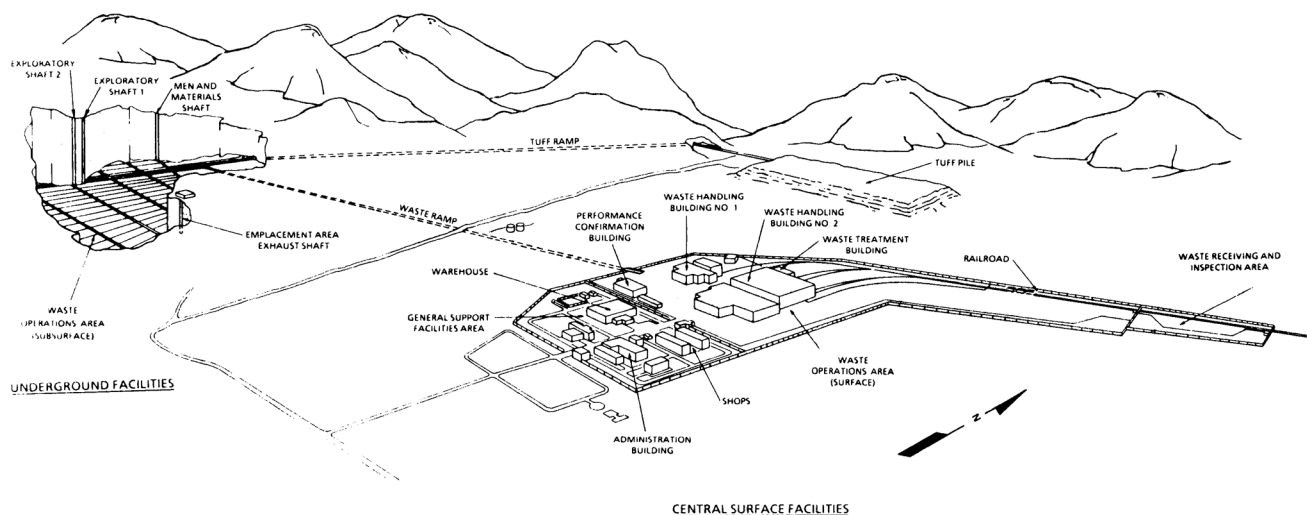 EXPLORATORY
SHAFT 2
EXPLORATORY
SHAFT 1
MEN AND
MATERIALS
SHAFT
TUFF RAMP
TUFF PILE
WASTE RAMP
EMPLACEMENT AREA
EXHAUST SHAFT
WASTE
OPERATIONS AREA
(SUBSURFACE)
UNDERGROUND FACILITIES
PERFORMANCE
CONFIRMATION
BUILDING
WASTE HANDLING
BUILDING NO. 1
WASTE HANDLING
BUILDING NO. 2
WASTE TREATMENT
BUILDING
RAILROAD
WASTE RECEIVING AND
INSPECTION AREA
WAREHOUSE
GENERAL SUPPORT
FACILITIES AREA
WASTE
OPERATIONS AREA
(SURFACE)
SHOPS
ADMINISTRATION
BUILDING
N
CENTRAL SURFACE FACILITIES